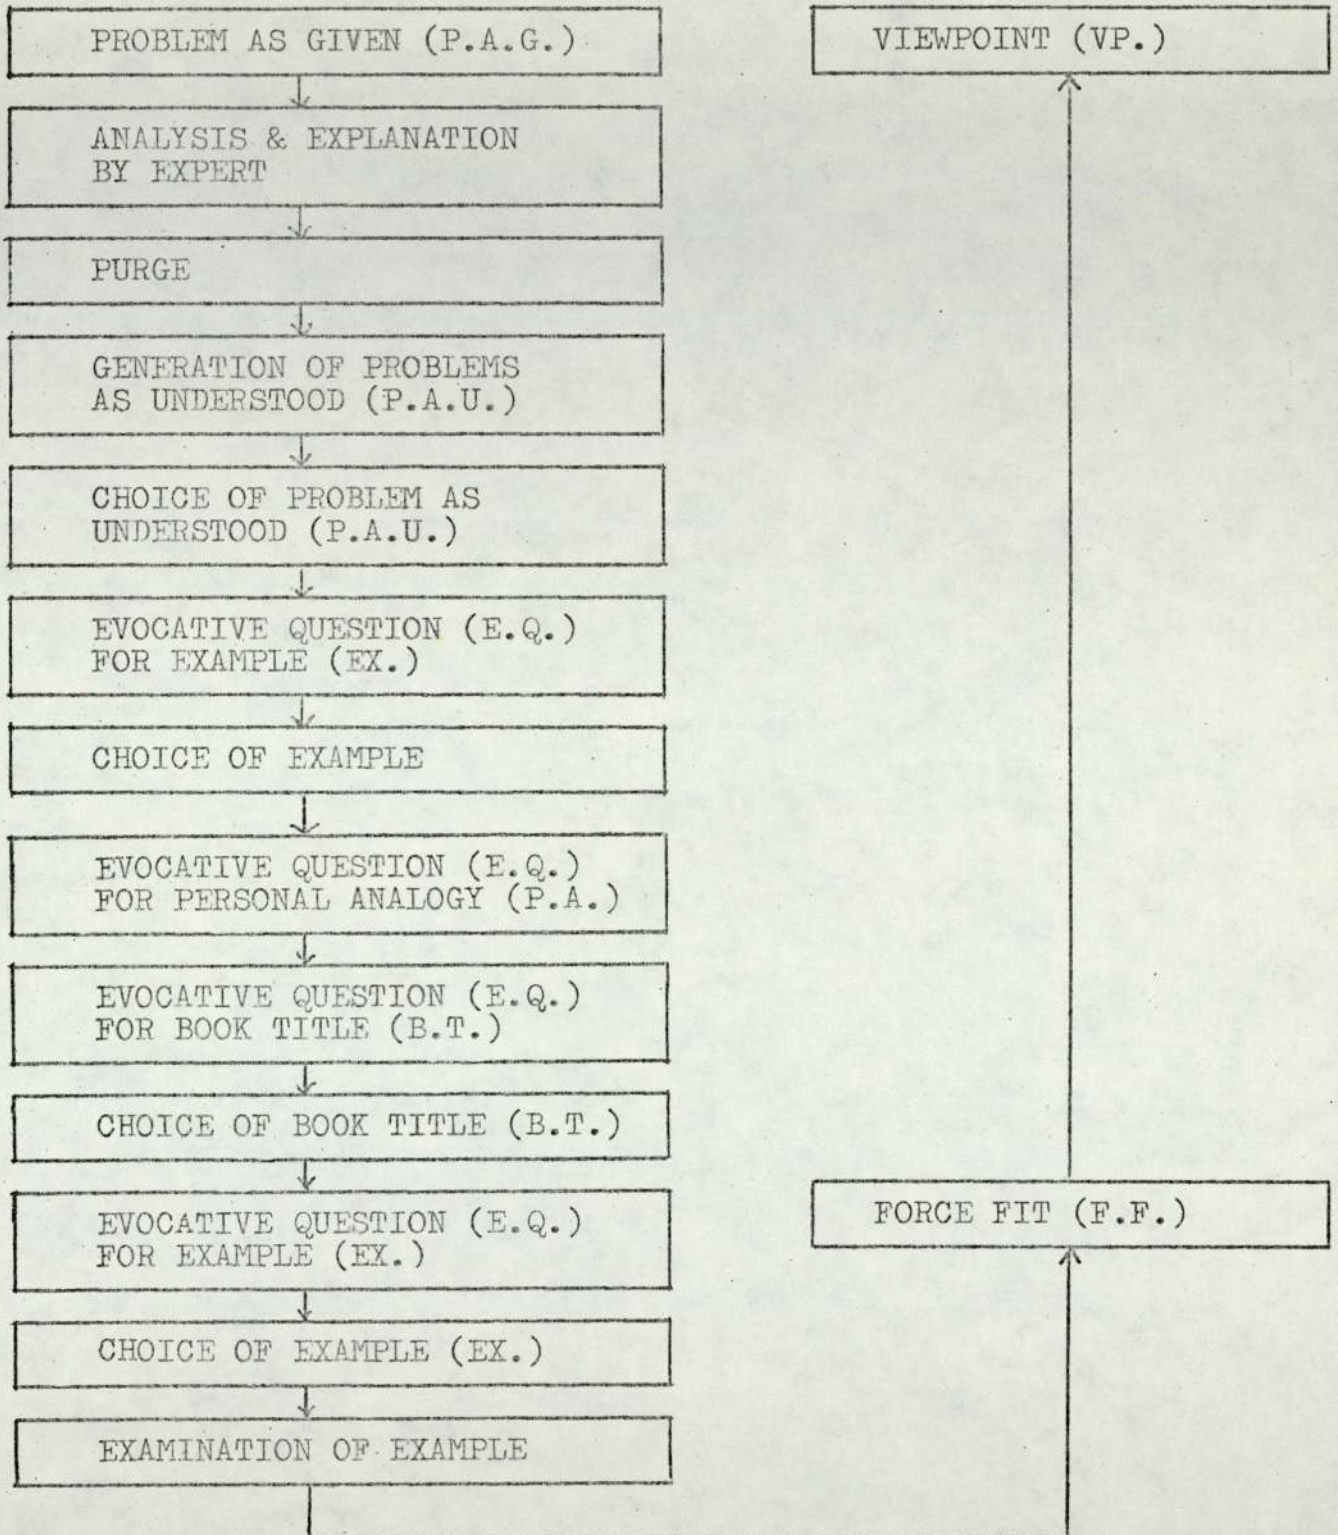 PROBLEM AS GIVEN (P.A.G.)
ANALYSIS & EXPLANATION
BY EXPERT
PURGE
GENERATION OF PROBLEMS
AS UNDERSTOOD (P.A.U.)
CHOICE OF PROBLEM AS
UNDERSTOOD (P.A.U.)
EVOCATIVE QUESTION (E.Q.)
FOR EXAMPLE (EX.)
CHOICE OF EXAMPLE
EVOCATIVE QUESTION (E.Q.)
FOR PERSONAL ANALOGY (P.A.)
EVOCATIVE QUESTION (E.Q.)
FOR BOOK TITLE (B.T.)
CHOICE OF BOOK TITLE (B.T.)
EVOCATIVE QUESTION (E.Q.)
FOR EXAMPLE (EX.)
CHOICE OF EXAMPLE (EX.)
EXAMINATION OF EXAMPLE
FORCE FIT (F.F.)
VIEWPOINT (VP.)